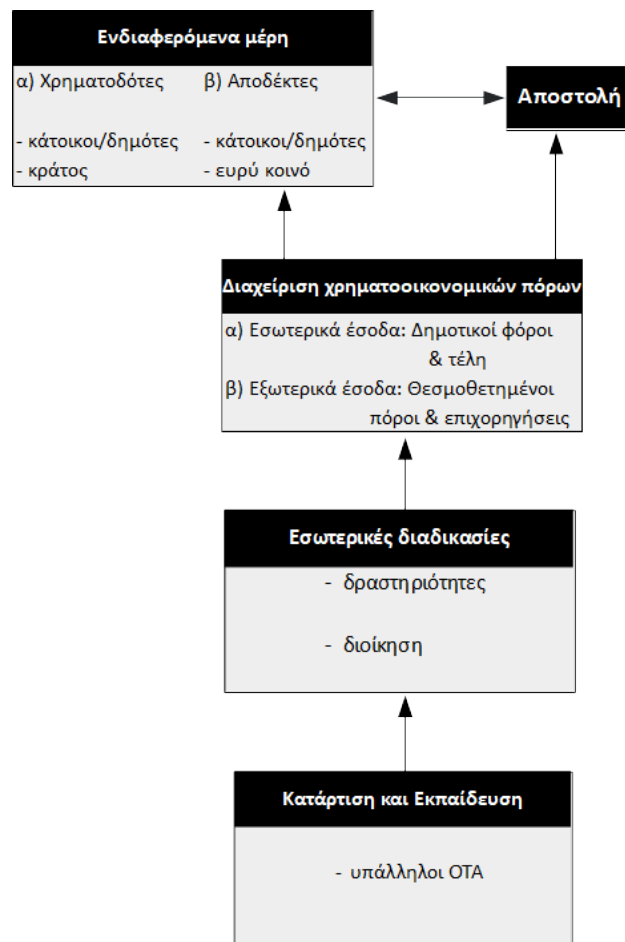 Ενδιαφερόμενα μέρη
α) Χρηματοδότες β) Αποδέκτες
- κάτοικοι/δημότες - κάτοικοι/δημότες
- κράτος - ευρύ κοινό
Αποστολή
Διαχείριση χρηματοοικονομικών πόρων
α) Εσωτερικά έσοδα: Δημοτικοί φόροι
& τέλη
β) Εξωτερικά έσοδα: Θεσμοθετημένοι
πόροι & επιχορηγήσεις
Εσωτερικές διαδικασίες
- δραστηριότητες
- διοίκηση
Κατάρτιση και Εκπαίδευση
- υπάλληλοι ΟΤΑ